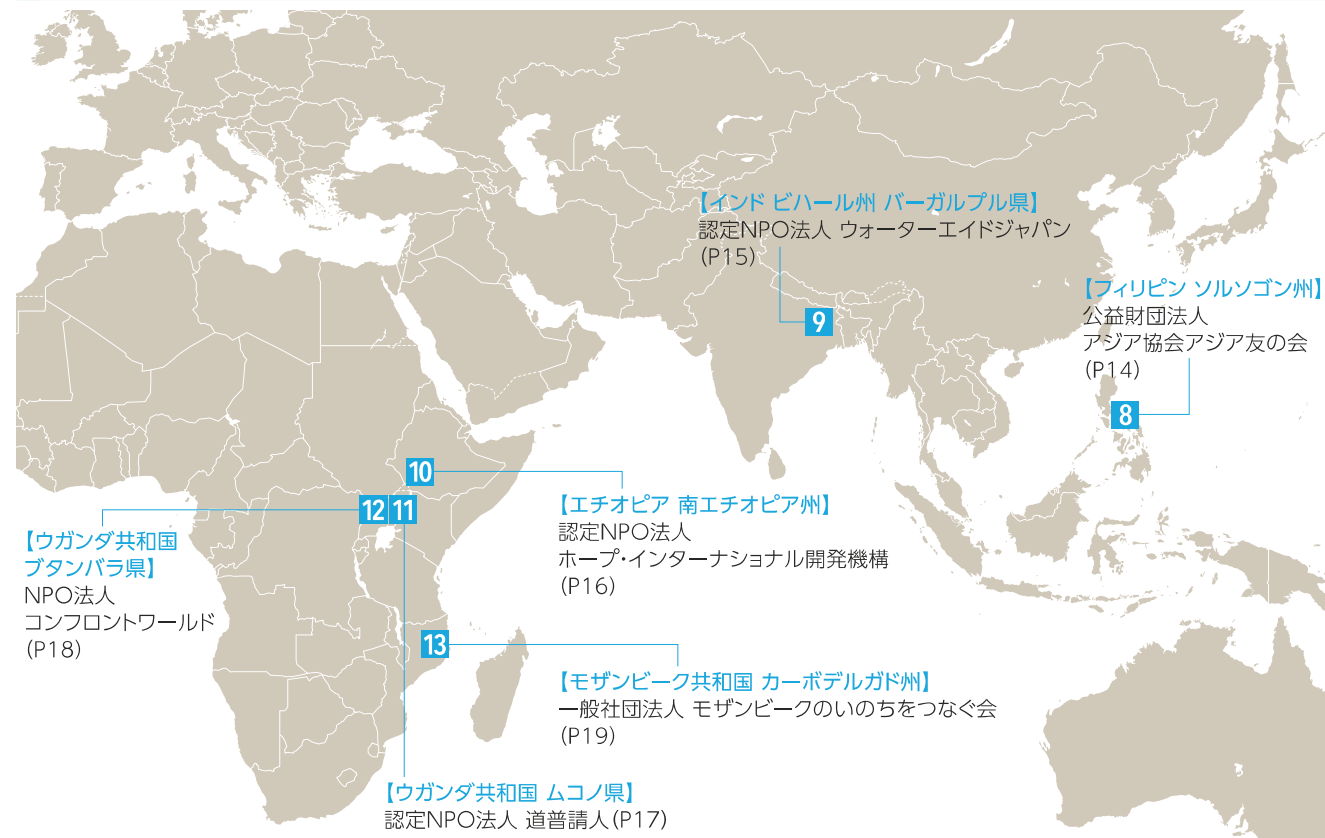 【インド ビハール州 バーガルプル県】
認定NPO法人 ウォーターエイドジャパン
(P15)
9
【フィリピン ソルソゴン州】
公益財団法人
アジア協会アジア友の会
(P14)
8
10
【エチオピア 南エチオピア州】
認定NPO法人
ホープ・インターナショナル開発機構
(P16)
12
11
【ウガンダ共和国
ブタンバラ県】
NPO法人
コンフロントワールド
(P18)
13
【モザンビーク共和国 カーボデルガド州】
一般社団法人 モザンビークのいのちをつなぐ会
(P19)
【ウガンダ共和国 ムコノ県】
認定NPO法人 道普請人(P17)